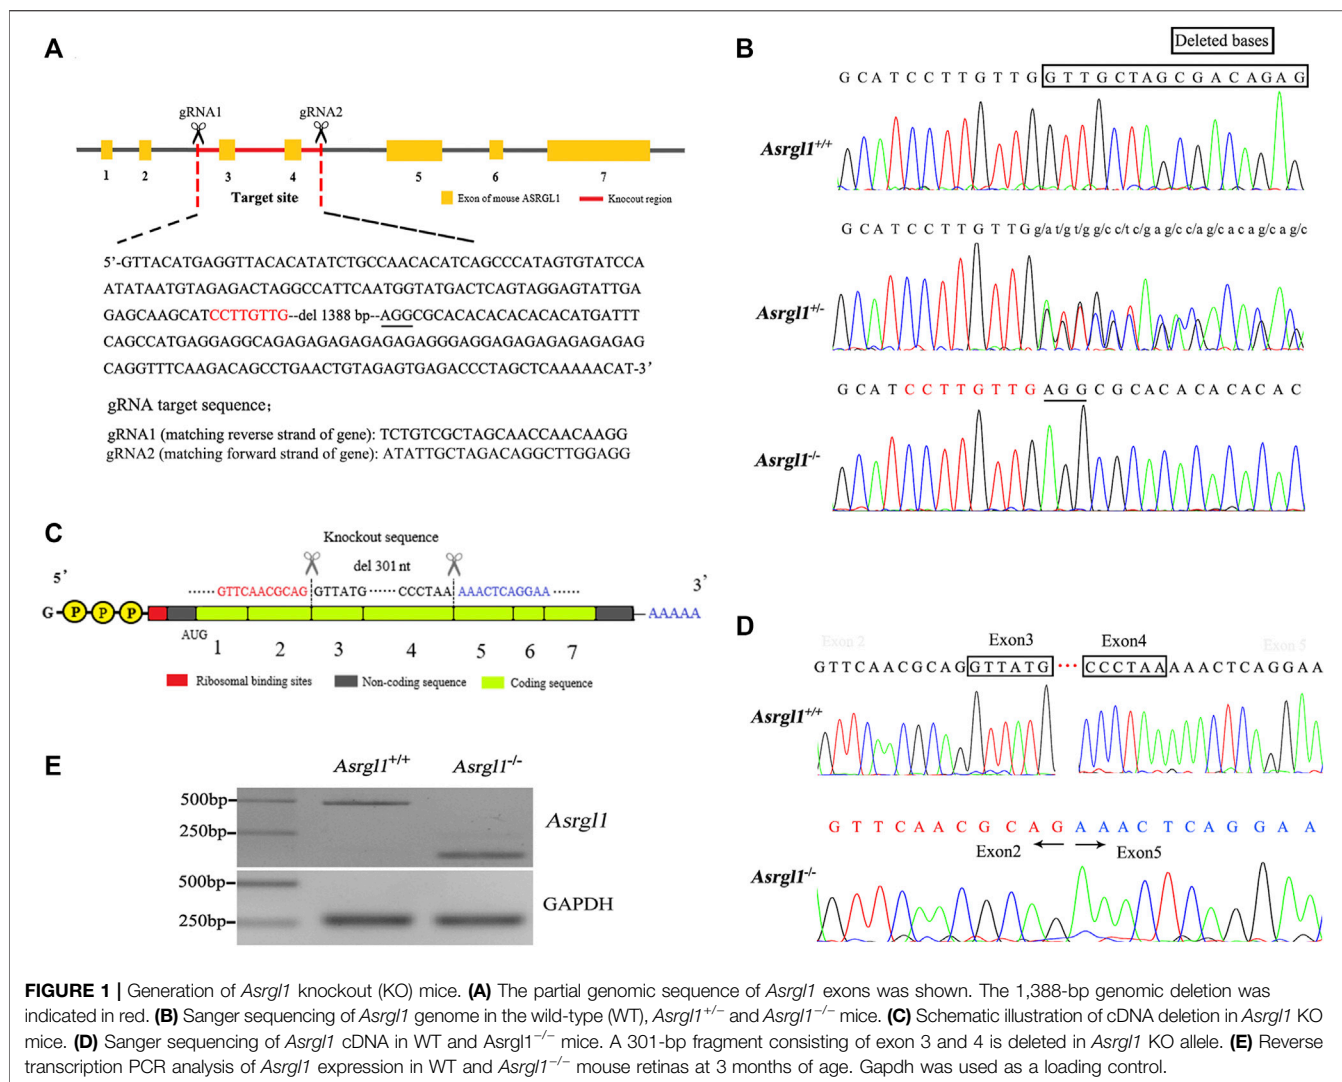 A
gRNA1 gRNA2
1 2 3 4 5 6 7
Target site
Exon of mouse ASRGL1 Knocout region
5’-GTTACATGAGGTTACACATATCTGCCAACACATCAGCCCATAGTGTATCCA
ATATAATGTAGAGACTAGGCCATTCAATGGTATGACTCAGTAGGAGTATTGA
GAGCAAGCATCCTTGTTG--del 1388 bp--AGGCGCACACACACACACATGATTT
CAGCCATGAGGAGGCAGAGAGAGAGAGAGAGAGGGAGGAGAGAGAGAGAGAG
CAGGTTTCAAGACAGCCTGAACTGTAGAGTGAGACCCTAGCTCAAAAACAT-3’
gRNA target sequence;
gRNA1 (matching reverse strand of gene): TCTGTCGCTAGCAACCAACAAGG
gRNA2 (matching forward strand of gene): ATATTGCTAGACAGGCTTGGAGG
B
Deleted bases
G C A T C C T T G T T G G T T G C T A G C G A C A G A G
Asrgl1+/+
G C A T C C T T G T T G g/a t/g t/g g/c c/t c/g a g/c c/a g/c a c a g/c a g/c
Asrgl1+/-
G C A T C C T T G T T G A G G C G C A C A C A C A C A C
Asrgl1-/-
C
Knockout sequence
del 301 nt
5’ 3’
GTTCAACGCAG GTTATG CCCTAA AAACTCAGGAA
G P P P AAAAA
AUG
1 2 3 4 5 6 7
Ribosomal binding sites Non-coding sequence Coding sequence
D
Exon 2 Exon3 Exon4 Exon 5
GTTCAACGCAG GTTATG ··· CCCTAA AAACTCAGGAA
Asrgl1+/+
G T T C A A C G C A G A A A C T C A G G A A
Exon2 Exon5
Asrgl1-/-
E
Asrgl1+/+ Asrgl1-/-
500bp
250bp
Asrgl1
500bp
250bp
GAPDH
FIGURE 1 | Generation of Asrgl1 knockout (KO) mice. (A) The partial genomic sequence of Asrgl1 exons was shown. The 1,388-bp genomic deletion was
indicated in red. (B) Sanger sequencing of Asrgl1 genome in the wild-type (WT), Asrgl1+/− and Asrgl1−/− mice. (C) Schematic illustration of cDNA deletion in Asrgl1 KO
mice. (D) Sanger sequencing of Asrgl1 cDNA in WT and Asrgl1−/− mice. A 301-bp fragment consisting of exon 3 and 4 is deleted in Asrgl1 KO allele. (E) Reverse
transcription PCR analysis of Asrgl1 expression in WT and Asrgl1−/− mouse retinas at 3 months of age. Gapdh was used as a loading control.